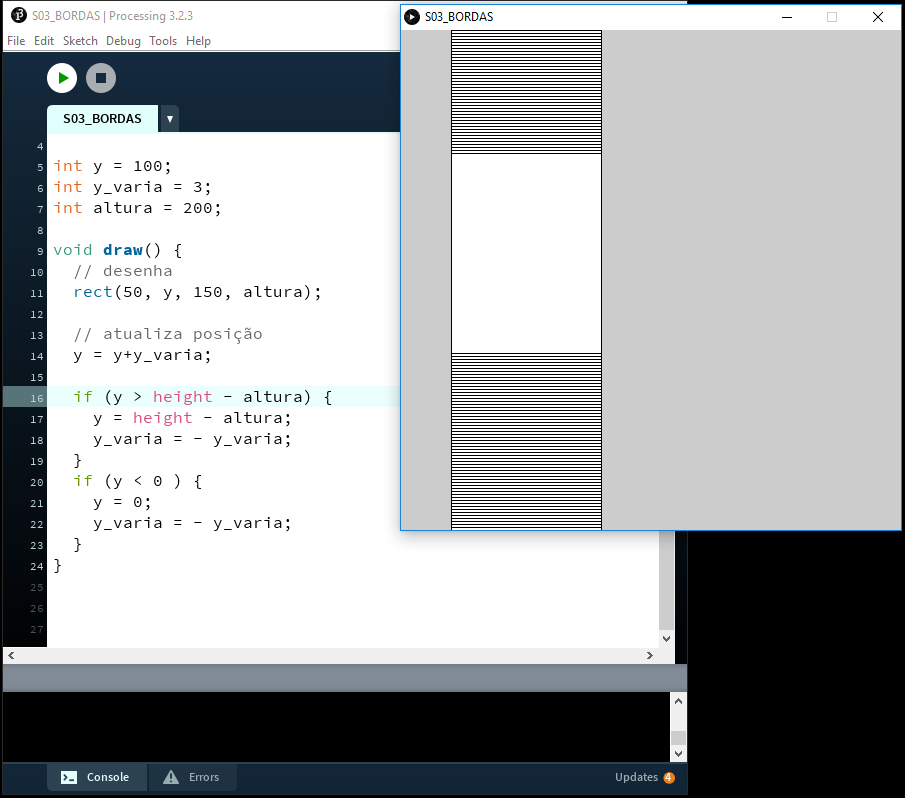 S03_BORDAS | Processing 3.2.3
File Edit Sketch Debug Tools Help
S03_BORDAS
S03_BORDAS
4
5 int y = 100;
6 int y_varia = 3;
7 int altura = 200;
8
9 void draw() {
10 // desenha
11 rect(50, y, 150, altura);
12
13 // atualiza posição
14 y = y+y_varia;
15
16 if (y > height - altura) {
17 y = height - altura;
18 y_varia = - y_varia;
19 }
20 if (y < 0 ) {
21 y = 0;
22 y_varia = - y_varia;
23 }
24 }
25
26
27
Console Errors Updates 4